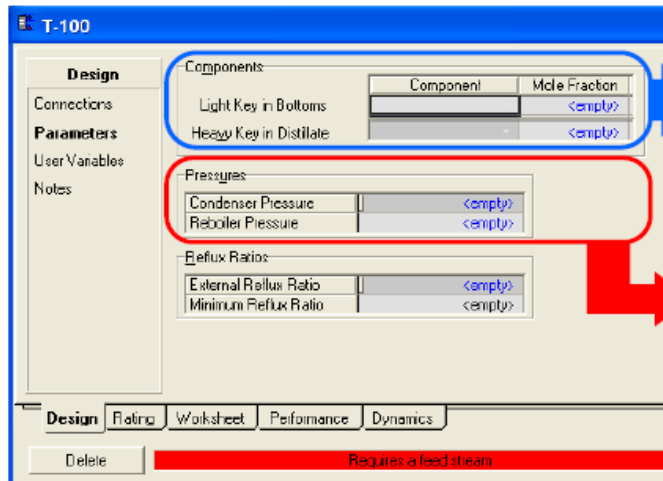 T-100
Design
Connections
Parameters
User Variables
Notes
Components
Component Mole Fraction
Light Key in Bottoms <empty>
Heavy Key in Distillate <empty>
Pressures
Condenser Pressure <empty>
Reboiler Pressure <empty>
Reflux Ratios
External Reflux Ratio <empty>
Minimum Reflux Ratio <empty>
Design Rating Worksheet Performance Dynamics
Delete Requires a feed stream